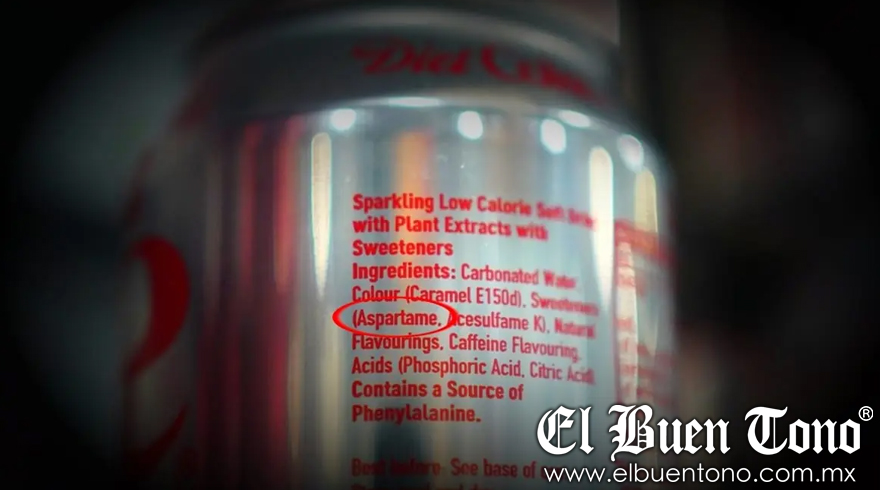 Diet Coke
Sparkling Low Calorie Soft Drink
with Plant Extracts with
Sweeteners
Ingredients: Carbonated Water
Colour (Caramel E150d), Sweeteners
(Aspartame, Acesulfame K), Natural
Flavourings, Caffeine Flavouring,
Acids (Phosphoric Acid, Citric Acid)
Contains a Source of
Phenylalanine.
Best before: See base of
El Buen Tono®
www.elbuentono.com.mx